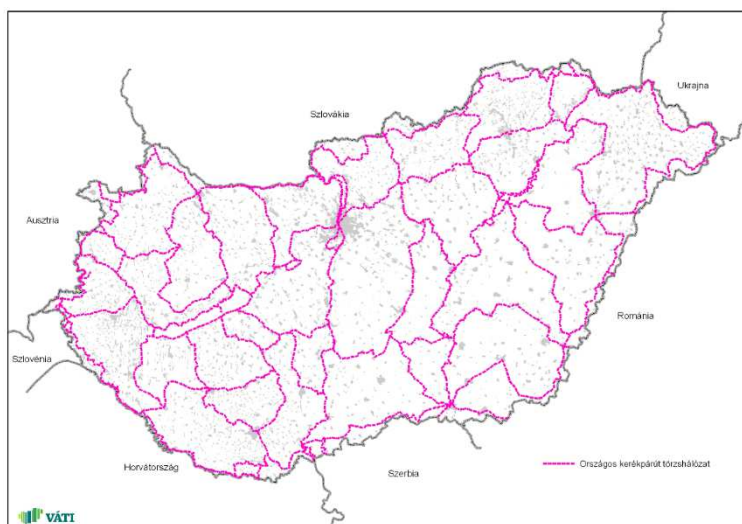 Ukrajna
Szlovákia
Ausztria
Románia
Szlovénia
Horvátország
Szerbia
Országos kerékpárút törzshálózat
VÁTI